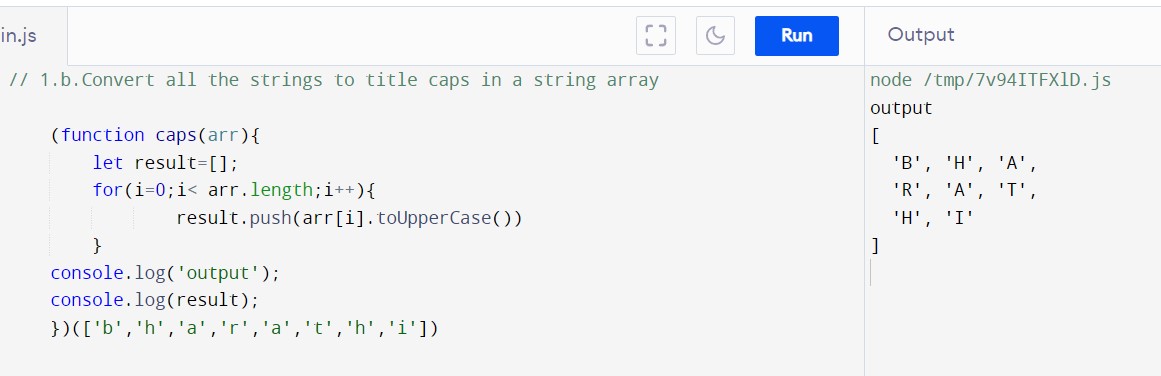 in.js
Run
Output
// 1.b.Convert all the strings to title caps in a string array
(function caps(arr){
let result=[];
for(i=0;i< arr.length;i++){
result.push(arr[i].toUpperCase())
}
console.log('output');
console.log(result);
})(['b','h','a','r','a','t','h','i'])
node /tmp/7v94ITFXlD.js
output
[
'B', 'H', 'A',
'R', 'A', 'T',
'H', 'I'
]